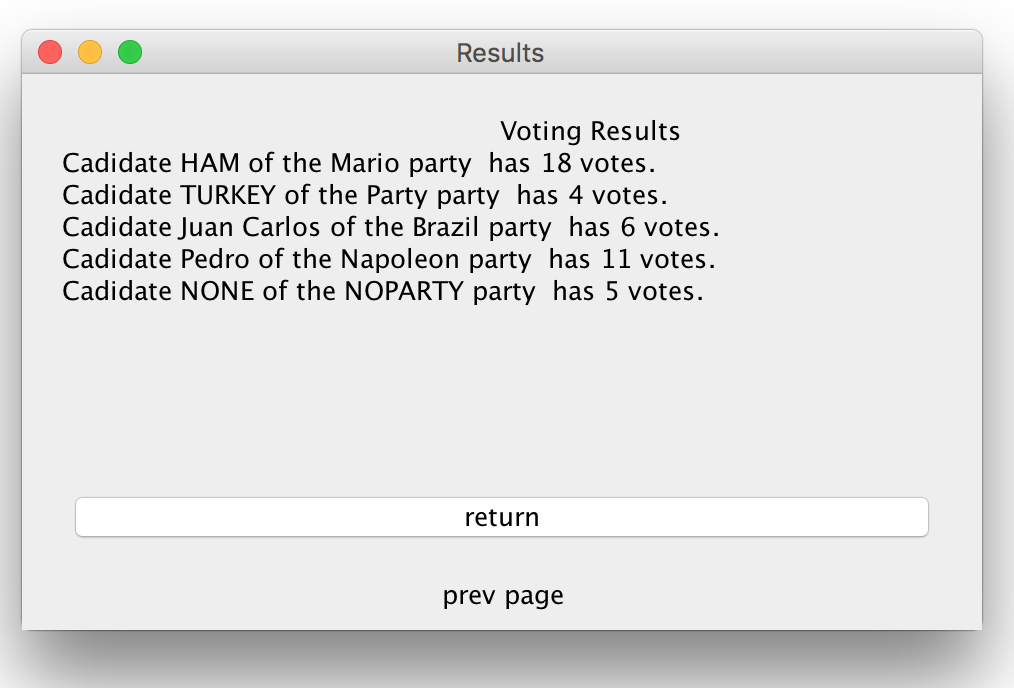 Results
Voting Results
Cadidate HAM of the Mario party  has 18 votes.
Cadidate TURKEY of the Party party  has 4 votes.
Cadidate Juan Carlos of the Brazil party  has 6 votes.
Cadidate Pedro of the Napoleon party  has 11 votes.
Cadidate NONE of the NOPARTY party  has 5 votes.
return
prev page